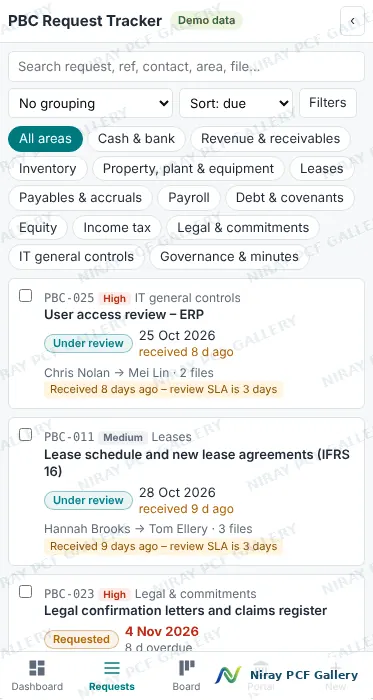 PBC Request Tracker Demo data ‹
Search request, ref, contact, area, file...
No grouping Sort: due Filters
All areas Cash & bank Revenue & receivables
Inventory Property, plant & equipment Leases
Payables & accruals Payroll Debt & covenants
Equity Income tax Legal & commitments
IT general controls Governance & minutes
PBC-025 High IT general controls
User access review – ERP
Under review 25 Oct 2026
received 8 d ago
Chris Nolan → Mei Lin · 2 files
Received 8 days ago – review SLA is 3 days
PBC-011 Medium Leases
Lease schedule and new lease agreements (IFRS
16)
Under review 28 Oct 2026
received 9 d ago
Hannah Brooks → Tom Ellery · 3 files
Received 9 days ago – review SLA is 3 days
PBC-023 High Legal & commitments
Legal confirmation letters and claims register
Requested 4 Nov 2026
8 d overdue
Dashboard Requests Board Portal New
Niray PCF Gallery
NIRAY PCF GALLERY